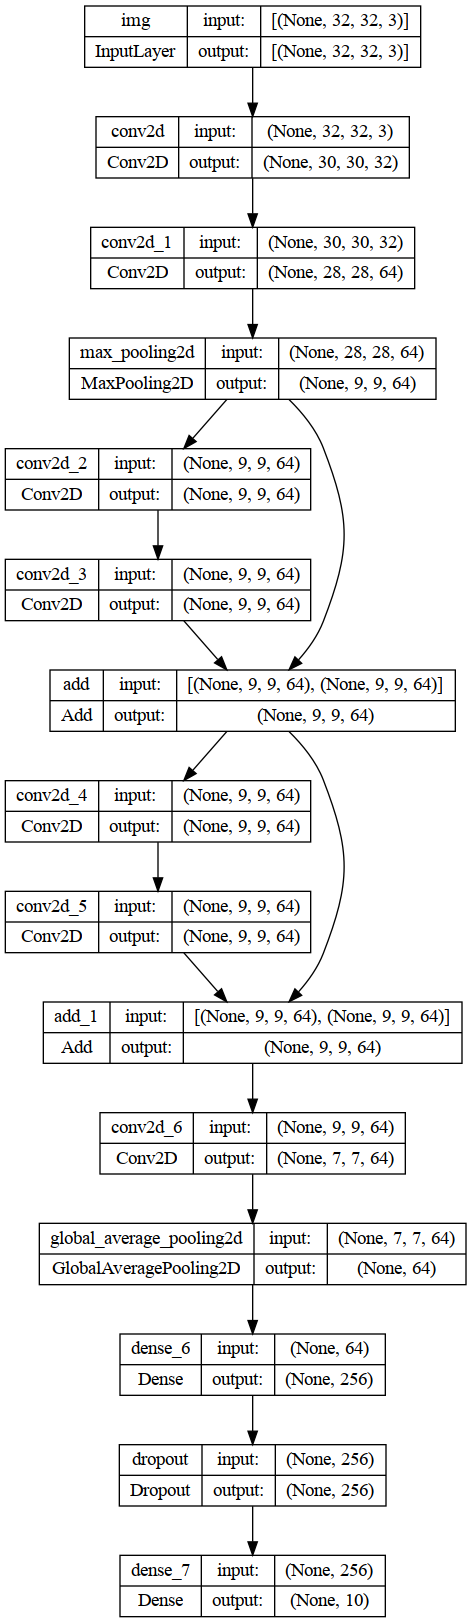 img input: [(None, 32, 32, 3)]
InputLayer output: [(None, 32, 32, 3)]
conv2d input: (None, 32, 32, 3)
Conv2D output: (None, 30, 30, 32)
conv2d_1 input: (None, 30, 30, 32)
Conv2D output: (None, 28, 28, 64)
max_pooling2d input: (None, 28, 28, 64)
MaxPooling2D output: (None, 9, 9, 64)
conv2d_2 input: (None, 9, 9, 64)
Conv2D output: (None, 9, 9, 64)
conv2d_3 input: (None, 9, 9, 64)
Conv2D output: (None, 9, 9, 64)
add input: [(None, 9, 9, 64), (None, 9, 9, 64)]
Add output: (None, 9, 9, 64)
conv2d_4 input: (None, 9, 9, 64)
Conv2D output: (None, 9, 9, 64)
conv2d_5 input: (None, 9, 9, 64)
Conv2D output: (None, 9, 9, 64)
add_1 input: [(None, 9, 9, 64), (None, 9, 9, 64)]
Add output: (None, 9, 9, 64)
conv2d_6 input: (None, 9, 9, 64)
Conv2D output: (None, 7, 7, 64)
global_average_pooling2d input: (None, 7, 7, 64)
GlobalAveragePooling2D output: (None, 64)
dense_6 input: (None, 64)
Dense output: (None, 256)
dropout input: (None, 256)
Dropout output: (None, 256)
dense_7 input: (None, 256)
Dense output: (None, 10)